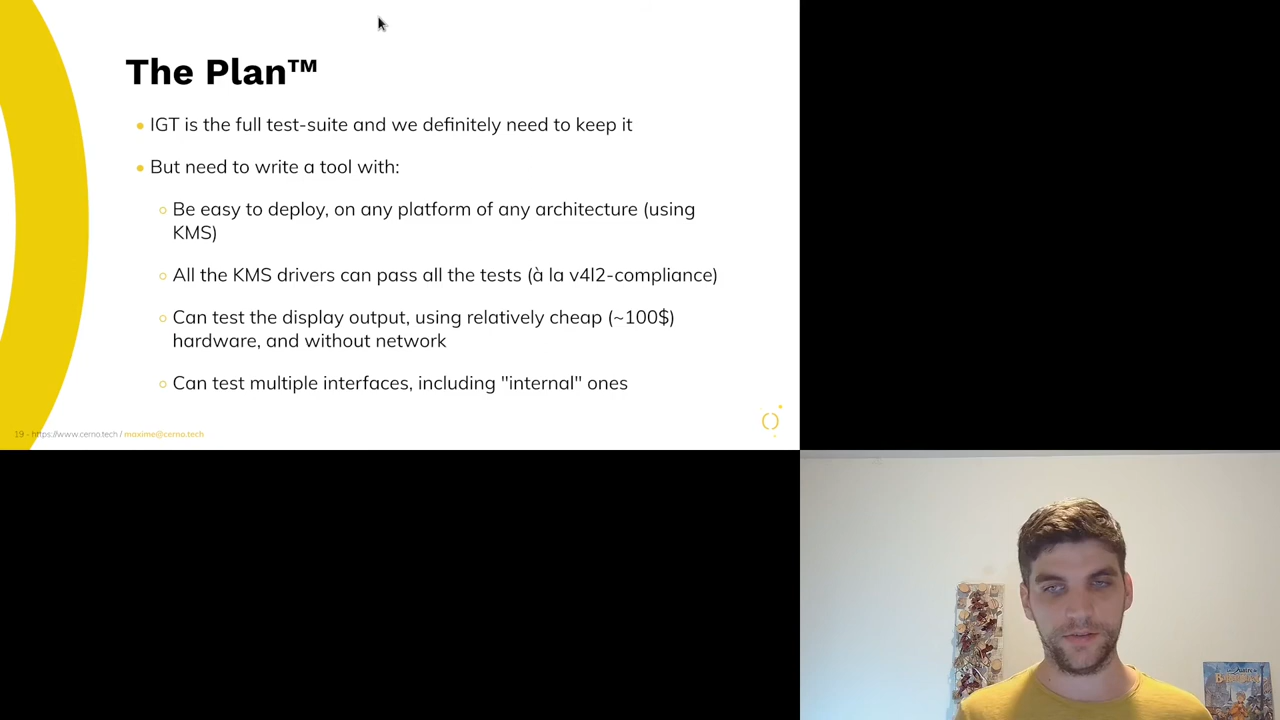 The Plan™
• IGT is the full test-suite and we definitely need to keep it
• But need to write a tool with:
○ Be easy to deploy, on any platform of any architecture (using
KMS)
○ All the KMS drivers can pass all the tests (à la v4l2-compliance)
○ Can test the display output, using relatively cheap (~100$)
hardware, and without network
○ Can test multiple interfaces, including "internal" ones
19 - https://www.cerno.tech / maxime@cerno.tech